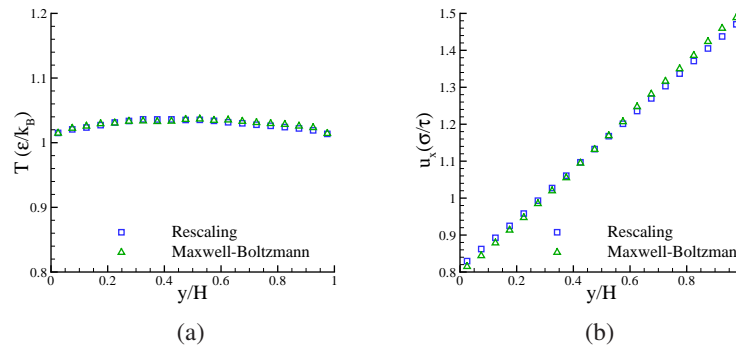 1.2
1.1
1
0.9
0.8
T (ε/k_B)
Rescaling
Maxwell-Boltzmann
0 0.2 0.4 0.6 0.8 1
y/H
(a)
1.5
1.4
1.3
1.2
1.1
1
0.9
0.8
u_x(σ/τ)
Rescaling
Maxwell-Boltzmann
0 0.2 0.4 0.6 0.8
y/H
(b)